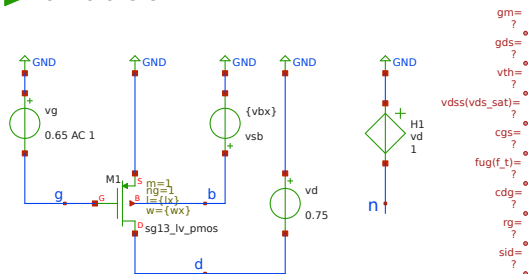 GND
GND
GND
GND
GND
vg
0.65 AC 1
{vbx}
vsb
H1
vd
1
M1
S
m=1
ng=1
l={lx}
w={wx}
G
B
D
g
b
n
sg13_lv_pmos
vd
0.75
d
gm=
?
gds=
?
vth=
?
vdss(vds_sat)=
?
cgs=
?
fug(f_t)=
?
cdg=
?
rg=
?
sid=
?